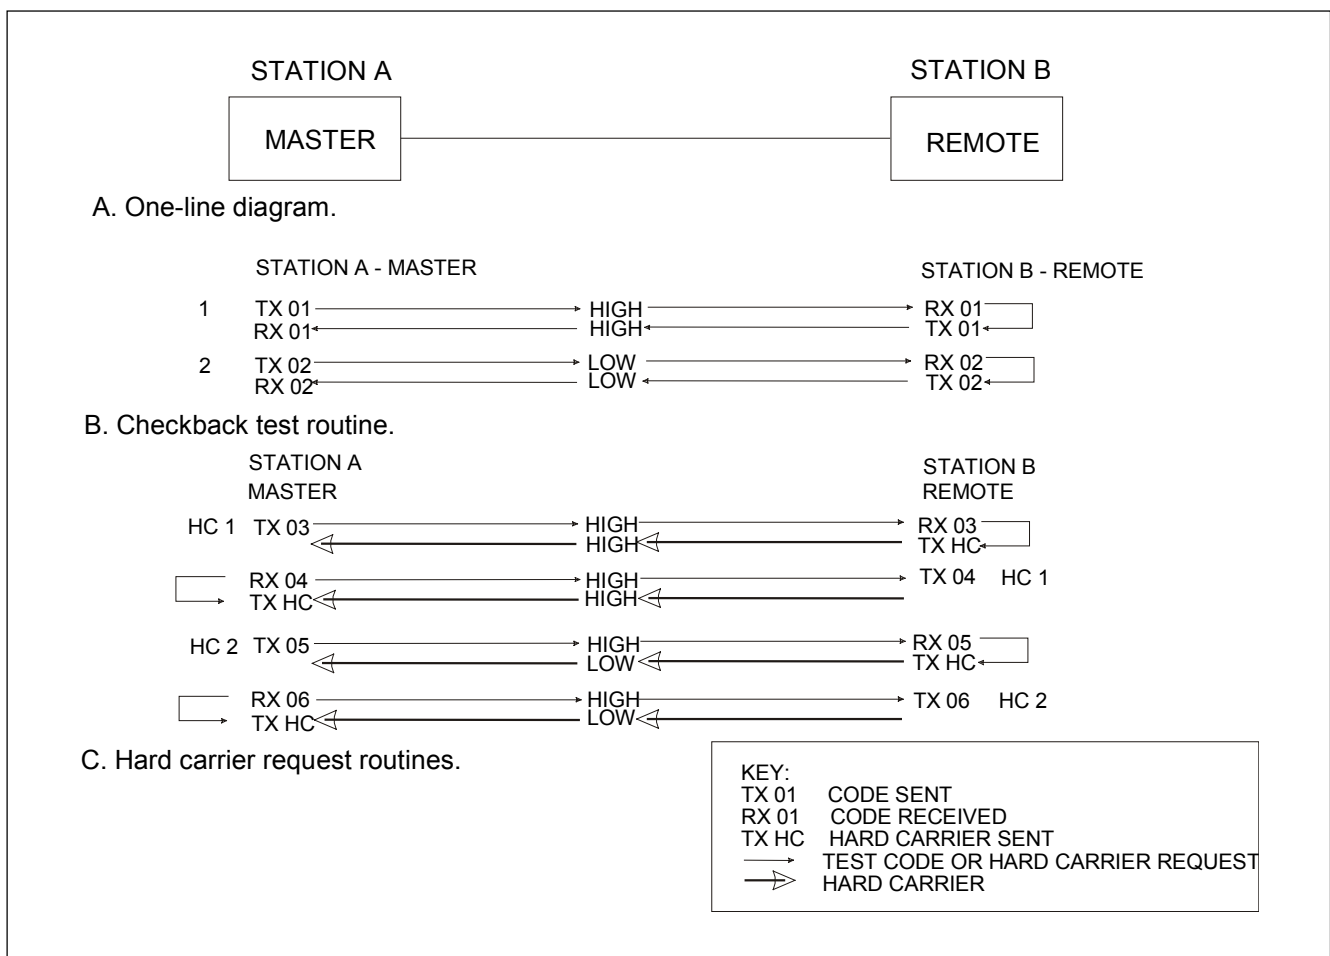 STATION A STATION B
MASTER REMOTE
A. One-line diagram.
STATION A - MASTER STATION B - REMOTE
1 TX 01 HIGH RX 01
RX 01 HIGH TX 01
2 TX 02 LOW RX 02
RX 02 LOW TX 02
B. Checkback test routine.
STATION A STATION B
MASTER REMOTE
HC 1 TX 03 HIGH RX 03
HIGH TX HC
RX 04 HIGH TX 04 HC 1
TX HC HIGH
HC 2 TX 05 HIGH RX 05
LOW TX HC
RX 06 HIGH TX 06 HC 2
TX HC LOW
C. Hard carrier request routines.
KEY:
TX 01 CODE SENT
RX 01 CODE RECEIVED
TX HC HARD CARRIER SENT
TEST CODE OR HARD CARRIER REQUEST
HARD CARRIER